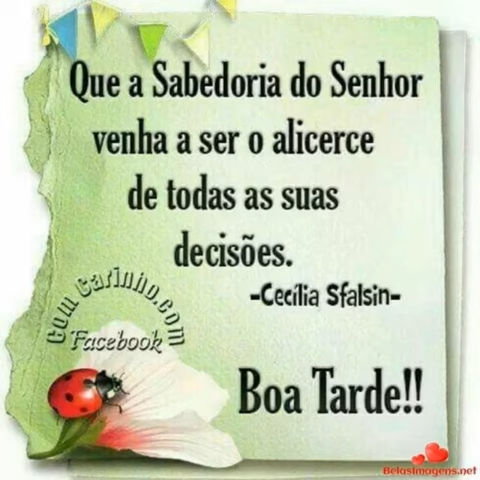 Que a Sabedoria do Senhor
venha a ser o alicerce
de todas as suas
decisões.
-Cecília Sfalsin-
Com Carinho.com
Facebook
Boa Tarde!!
BelasImagens.net